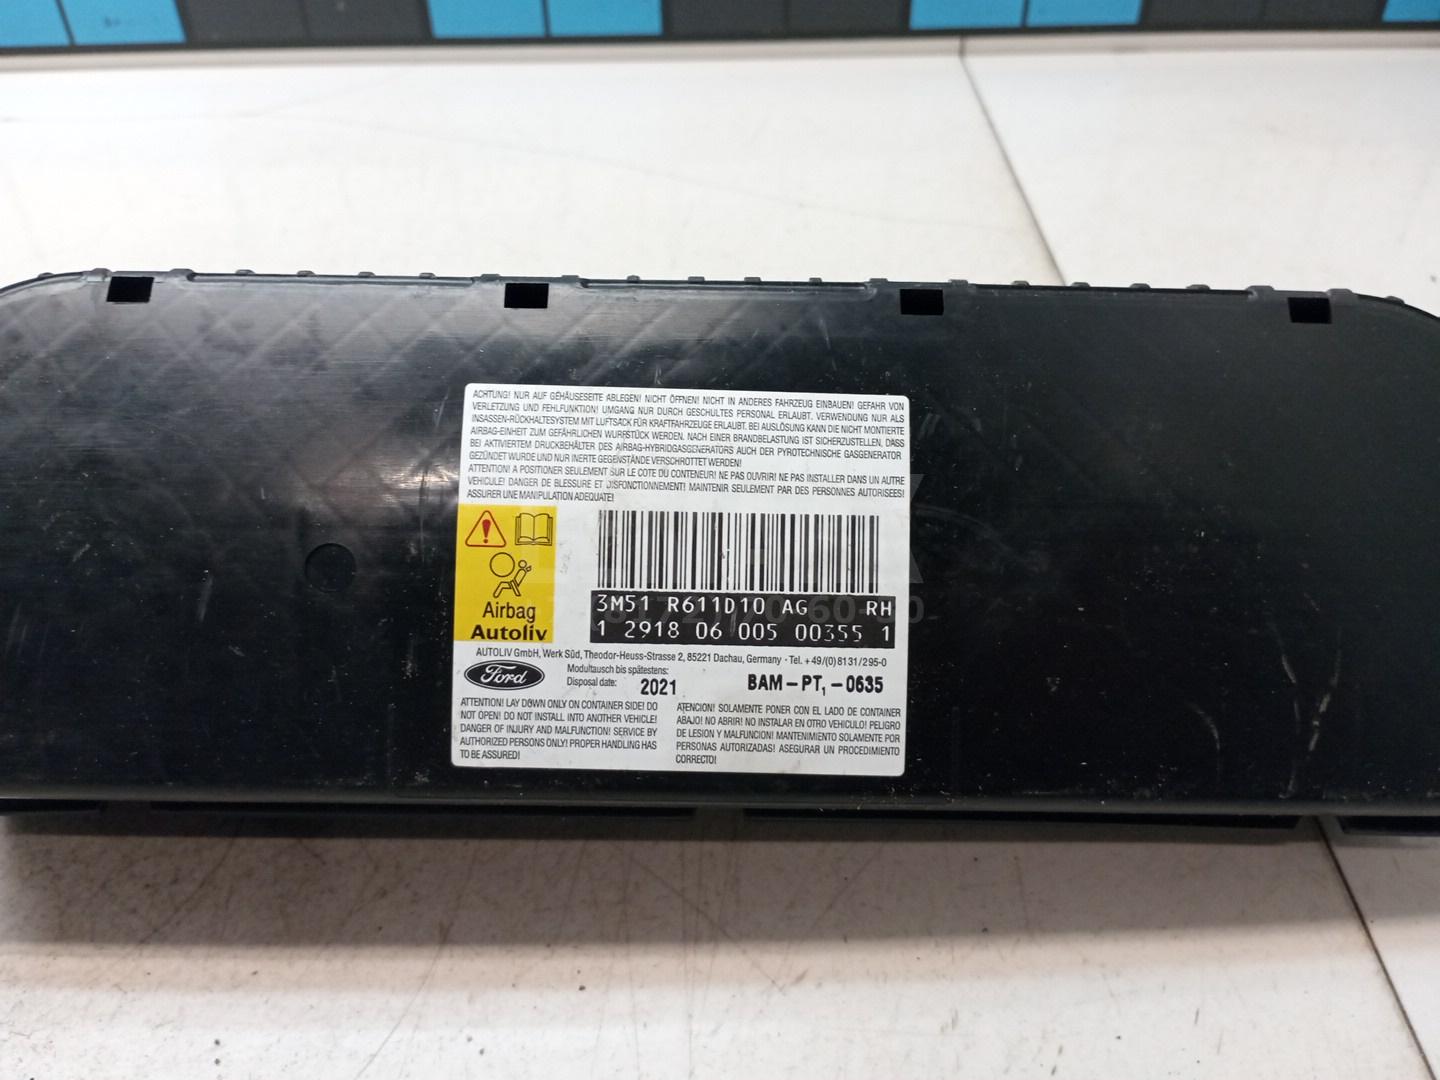 ACHTUNG! NUR AUF GEHÄUSESEITE ABLEGEN! NICHT ÖFFNEN! NICHT IN ANDERES FAHRZEUG EINBAUEN! GEFAHR VON
VERLETZUNG UND FEHLFUNKTION! UMGANG NUR DURCH GESCHULTES PERSONAL ERLAUBT. VERWENDUNG NUR ALS
INSASSEN-RÜCKHALTESYSTEM MIT LUFTSACK FÜR KRAFTFAHRZEUGE ERLAUBT. BEI AUSLÖSUNG KANN DIE NICHT MONTIERTE
AIRBAG-EINHEIT ZUM GEFÄHRLICHEN WURFSTÜCK WERDEN. NACH EINER BRANDBELASTUNG IST SICHERZUSTELLEN, DASS
BEI AKTIVIERTEM DRUCKBEHÄLTER DES AIRBAG-HYBRIDGASGENERATORS AUCH DER PYROTECHNISCHE GASGENERATOR
GEZÜNDET WURDE UND NUR INERTE GEGENSTÄNDE VERSCHROTTET WERDEN!
ATTENTION! A POSITIONER SEULEMENT SUR LE COTE DU CONTENEUR! NE PAS OUVRIR! NE PAS INSTALLER DANS UN AUTRE
VEHICULE! DANGER DE BLESSURE ET DISFONCTIONNEMENT! MAINTENIR SEULEMENT PAR DES PERSONNES AUTORISEES!
ASSURER UNE MANIPULATION ADEQUATE!
Airbag
Autoliv
3M51 R611D10 AG RH
1 2918 06 005 00355 1
AUTOLIV GmbH, Werk Süd, Theodor-Heuss-Strasse 2, 85221 Dachau, Germany · Tel. +49/(0)8131/295-0
Ford
Modultausch bis spätestens:
Disposal date: 2021
BAM-PT₁-0635
ATTENTION! LAY DOWN ONLY ON CONTAINER SIDE! DO
NOT OPEN! DO NOT INSTALL INTO ANOTHER VEHICLE!
DANGER OF INJURY AND MALFUNCTION! SERVICE BY
AUTHORIZED PERSONS ONLY! PROPER HANDLING HAS
TO BE ASSURED!
ATENCION! SOLAMENTE PONER CON EL LADO DE CONTAINER
ABAJO! NO ABRIR! NO INSTALAR EN OTRO VEHICULO! PELIGRO
DE LESION Y MALFUNCION! MANTENIMIENTO SOLAMENTE POR
PERSONAS AUTORIZADAS! ASEGURAR UN PROCEDIMIENTO
CORRECTO!